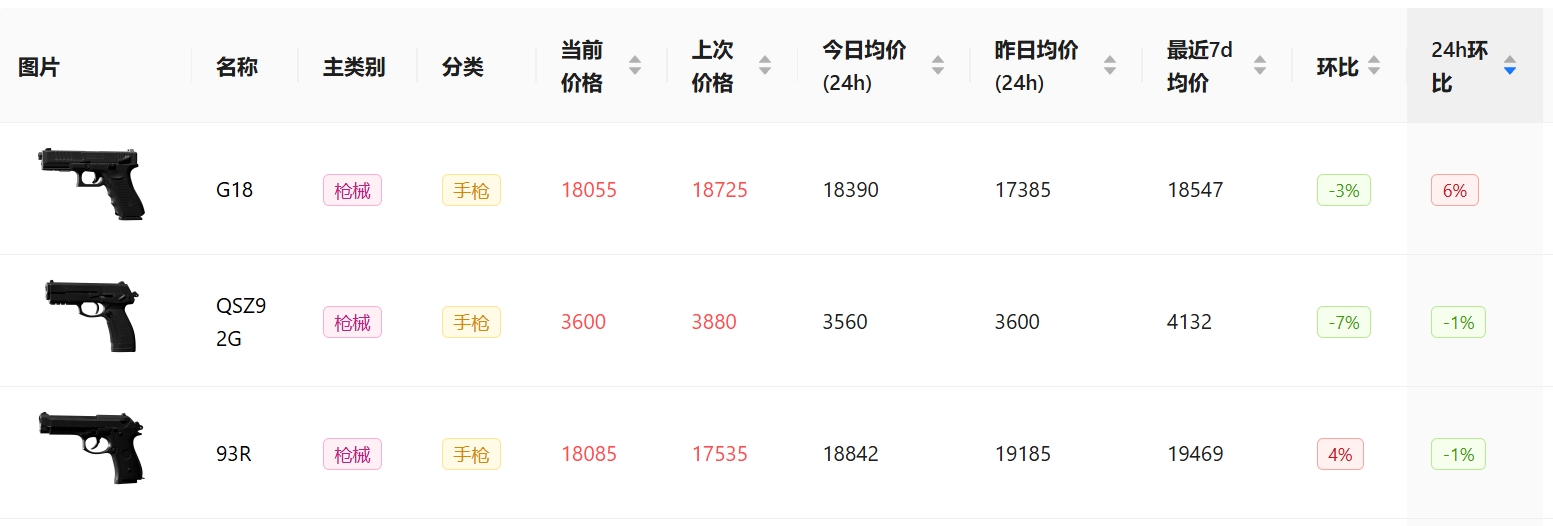 图片 名称 主类别 分类 当前价格 上次价格 今日均价(24h) 昨日均价(24h) 最近7d均价 环比 24h环比
G18 枪械 手枪 18055 18725 18390 17385 18547 -3% 6%
QSZ92G 枪械 手枪 3600 3880 3560 3600 4132 -7% -1%
93R 枪械 手枪 18085 17535 18842 19185 19469 4% -1%